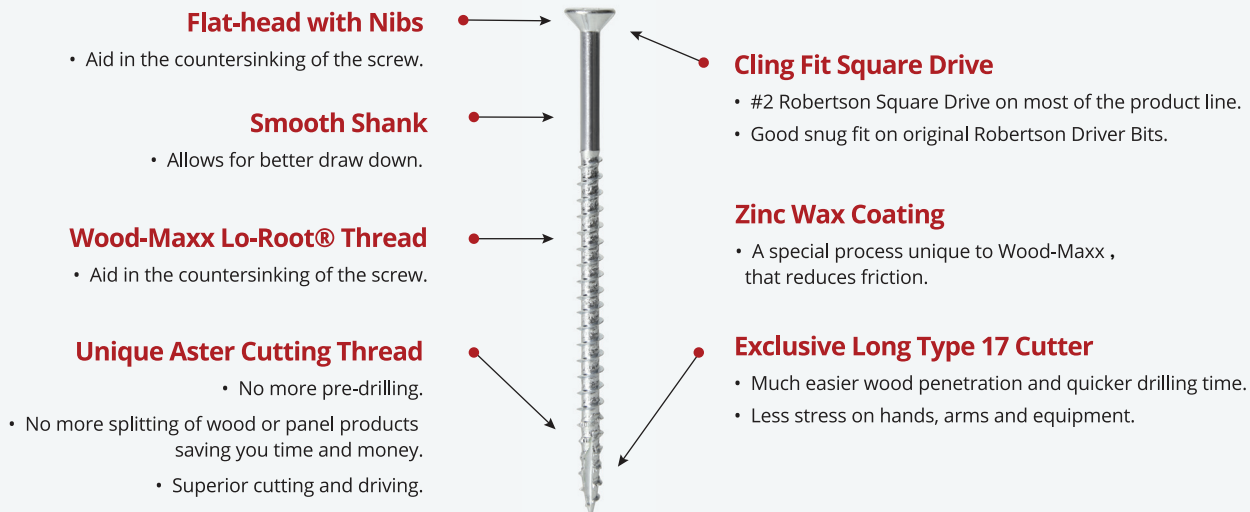 Flat-head with Nibs
• Aid in the countersinking of the screw.
Smooth Shank
• Allows for better draw down.
Wood-Maxx Lo-Root® Thread
• Aid in the countersinking of the screw.
Unique Aster Cutting Thread
• No more pre-drilling.
• No more splitting of wood or panel products
saving you time and money.
• Superior cutting and driving.
Cling Fit Square Drive
• #2 Robertson Square Drive on most of the product line.
• Good snug fit on original Robertson Driver Bits.
Zinc Wax Coating
• A special process unique to Wood-Maxx ,
that reduces friction.
Exclusive Long Type 17 Cutter
• Much easier wood penetration and quicker drilling time.
• Less stress on hands, arms and equipment.